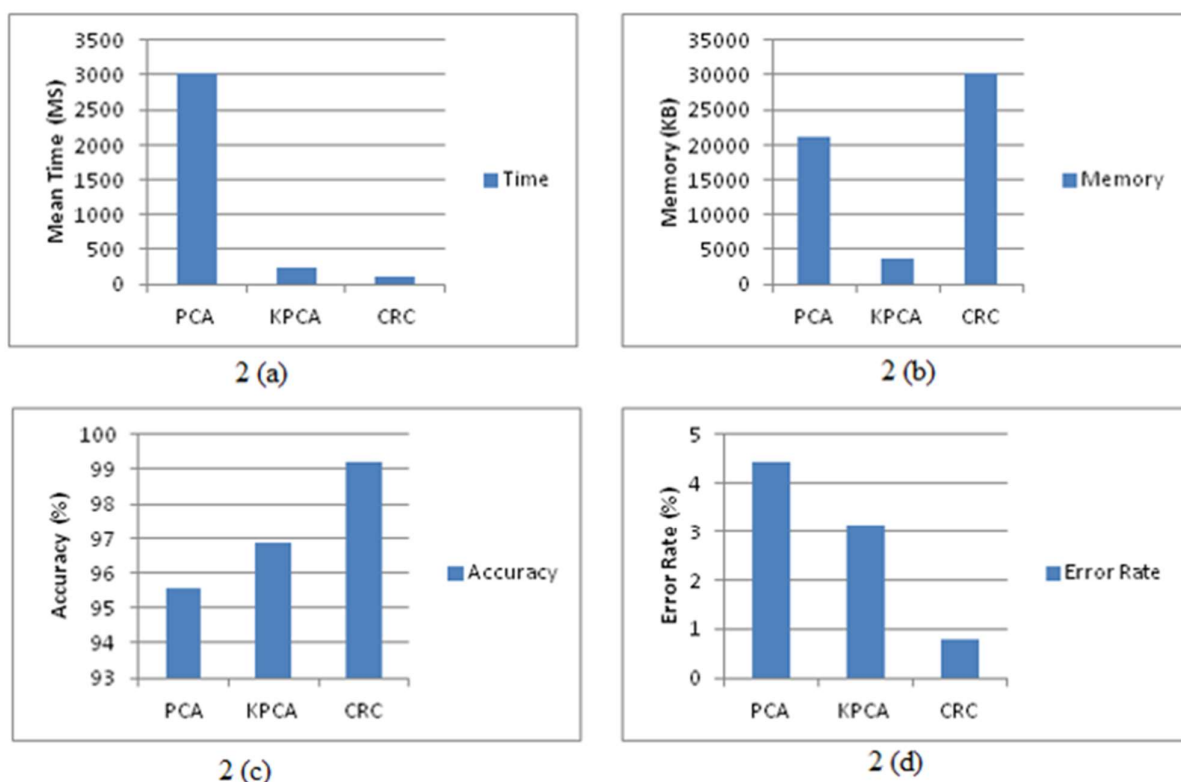 Mean Time (MS)
3500
3000
2500
2000
1500
1000
500
0
PCA KPCA CRC
Time
2 (a)
Memory (KB)
35000
30000
25000
20000
15000
10000
5000
0
PCA KPCA CRC
Memory
2 (b)
Accuracy (%)
100
99
98
97
96
95
94
93
PCA KPCA CRC
Accuracy
2 (c)
Error Rate (%)
5
4
3
2
1
0
PCA KPCA CRC
Error Rate
2 (d)